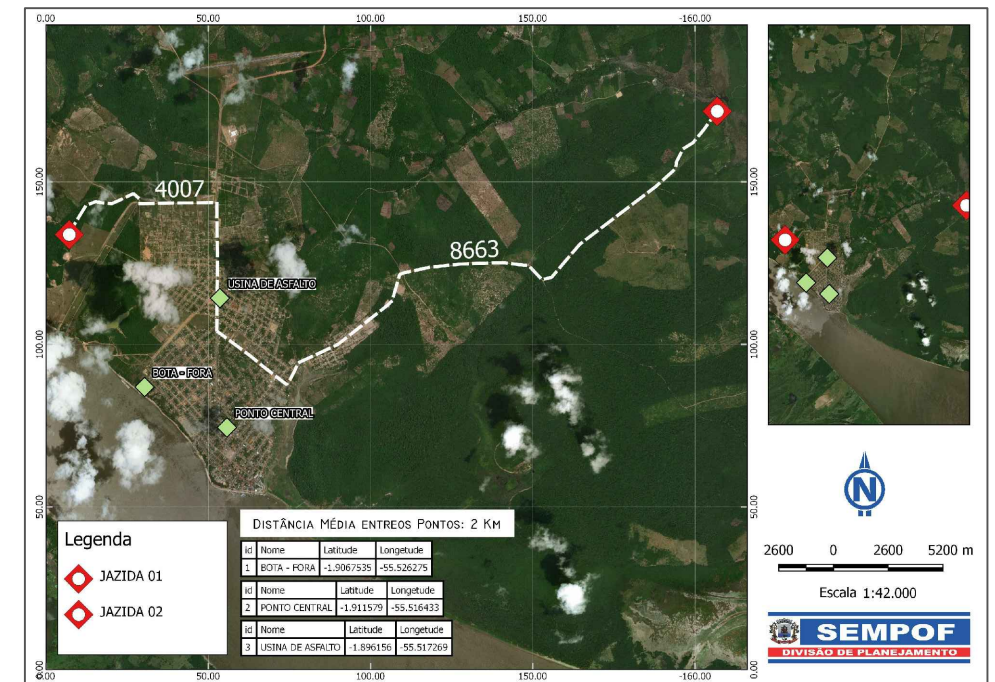 0.00 50.00 100.00 150.00 -160.00
150.00 150.00
4007
8663
USINA DE ASFALTO
100.00 100.00
BOTA - FORA
PONTO CENTRAL
50.00 50.00
DISTÂNCIA MÉDIA ENTREOS PONTOS: 2 KM
id Nome Latitude Longetude
1 BOTA - FORA -1.9067535 -55.526275
id Nome Latitude Longetude
2 PONTO CENTRAL -1.911579 -55.516433
id Nome Latitude Longetude
3 USINA DE ASFALTO -1.896156 -55.517269
Legenda
JAZIDA 01
JAZIDA 02
0.00 0.00
0.00 50.00 100.00 150.00 -160.00
N
2600 0 2600 5200 m
Escala 1:42.000
SEMPOF
DIVISÃO DE PLANEJAMENTO